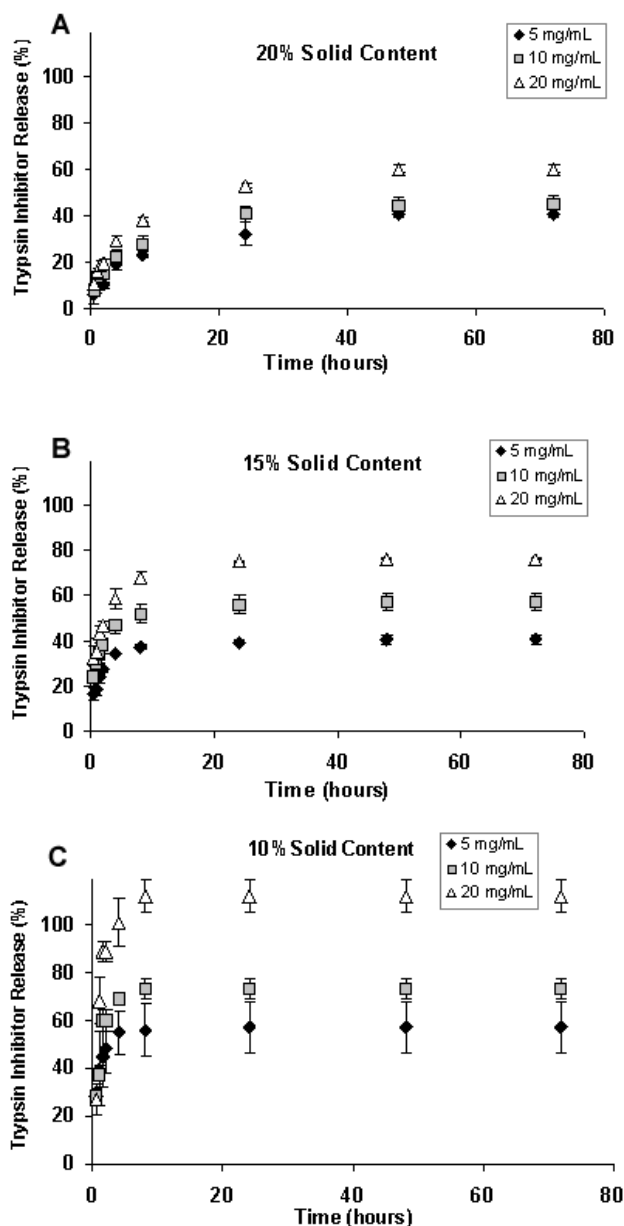 A
20% Solid Content
5 mg/mL
10 mg/mL
20 mg/mL
Trypsin Inhibitor Release (%)
100
80
60
40
20
0
0 20 40 60 80
Time (hours)
B
15% Solid Content
5 mg/mL
10 mg/mL
20 mg/mL
Trypsin Inhibitor Release (%)
100
80
60
40
20
0
0 20 40 60 80
Time (hours)
C
10% Solid Content
5 mg/mL
10 mg/mL
20 mg/mL
Trypsin Inhibitor Release (%)
100
80
60
40
20
0
0 20 40 60 80
Time (hours)